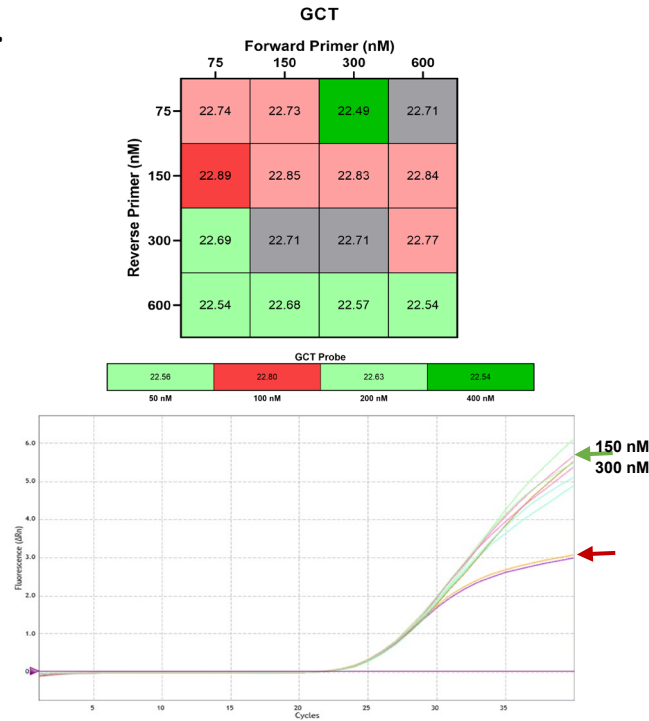 GCT
Forward Primer (nM)
75 150 300 600
Reverse Primer (nM)
75 22.74 22.73 22.49 22.71
150 22.89 22.85 22.83 22.84
300 22.69 22.71 22.71 22.77
600 22.54 22.68 22.57 22.54
GCT Probe
22.56 22.80 22.63 22.54
50 nM 100 nM 200 nM 400 nM
Fluorescence (ΔRn)
6.0
5.0
4.0
3.0
2.0
1.0
0
5 10 15 20 25 30 35
Cycles
150 nM
300 nM